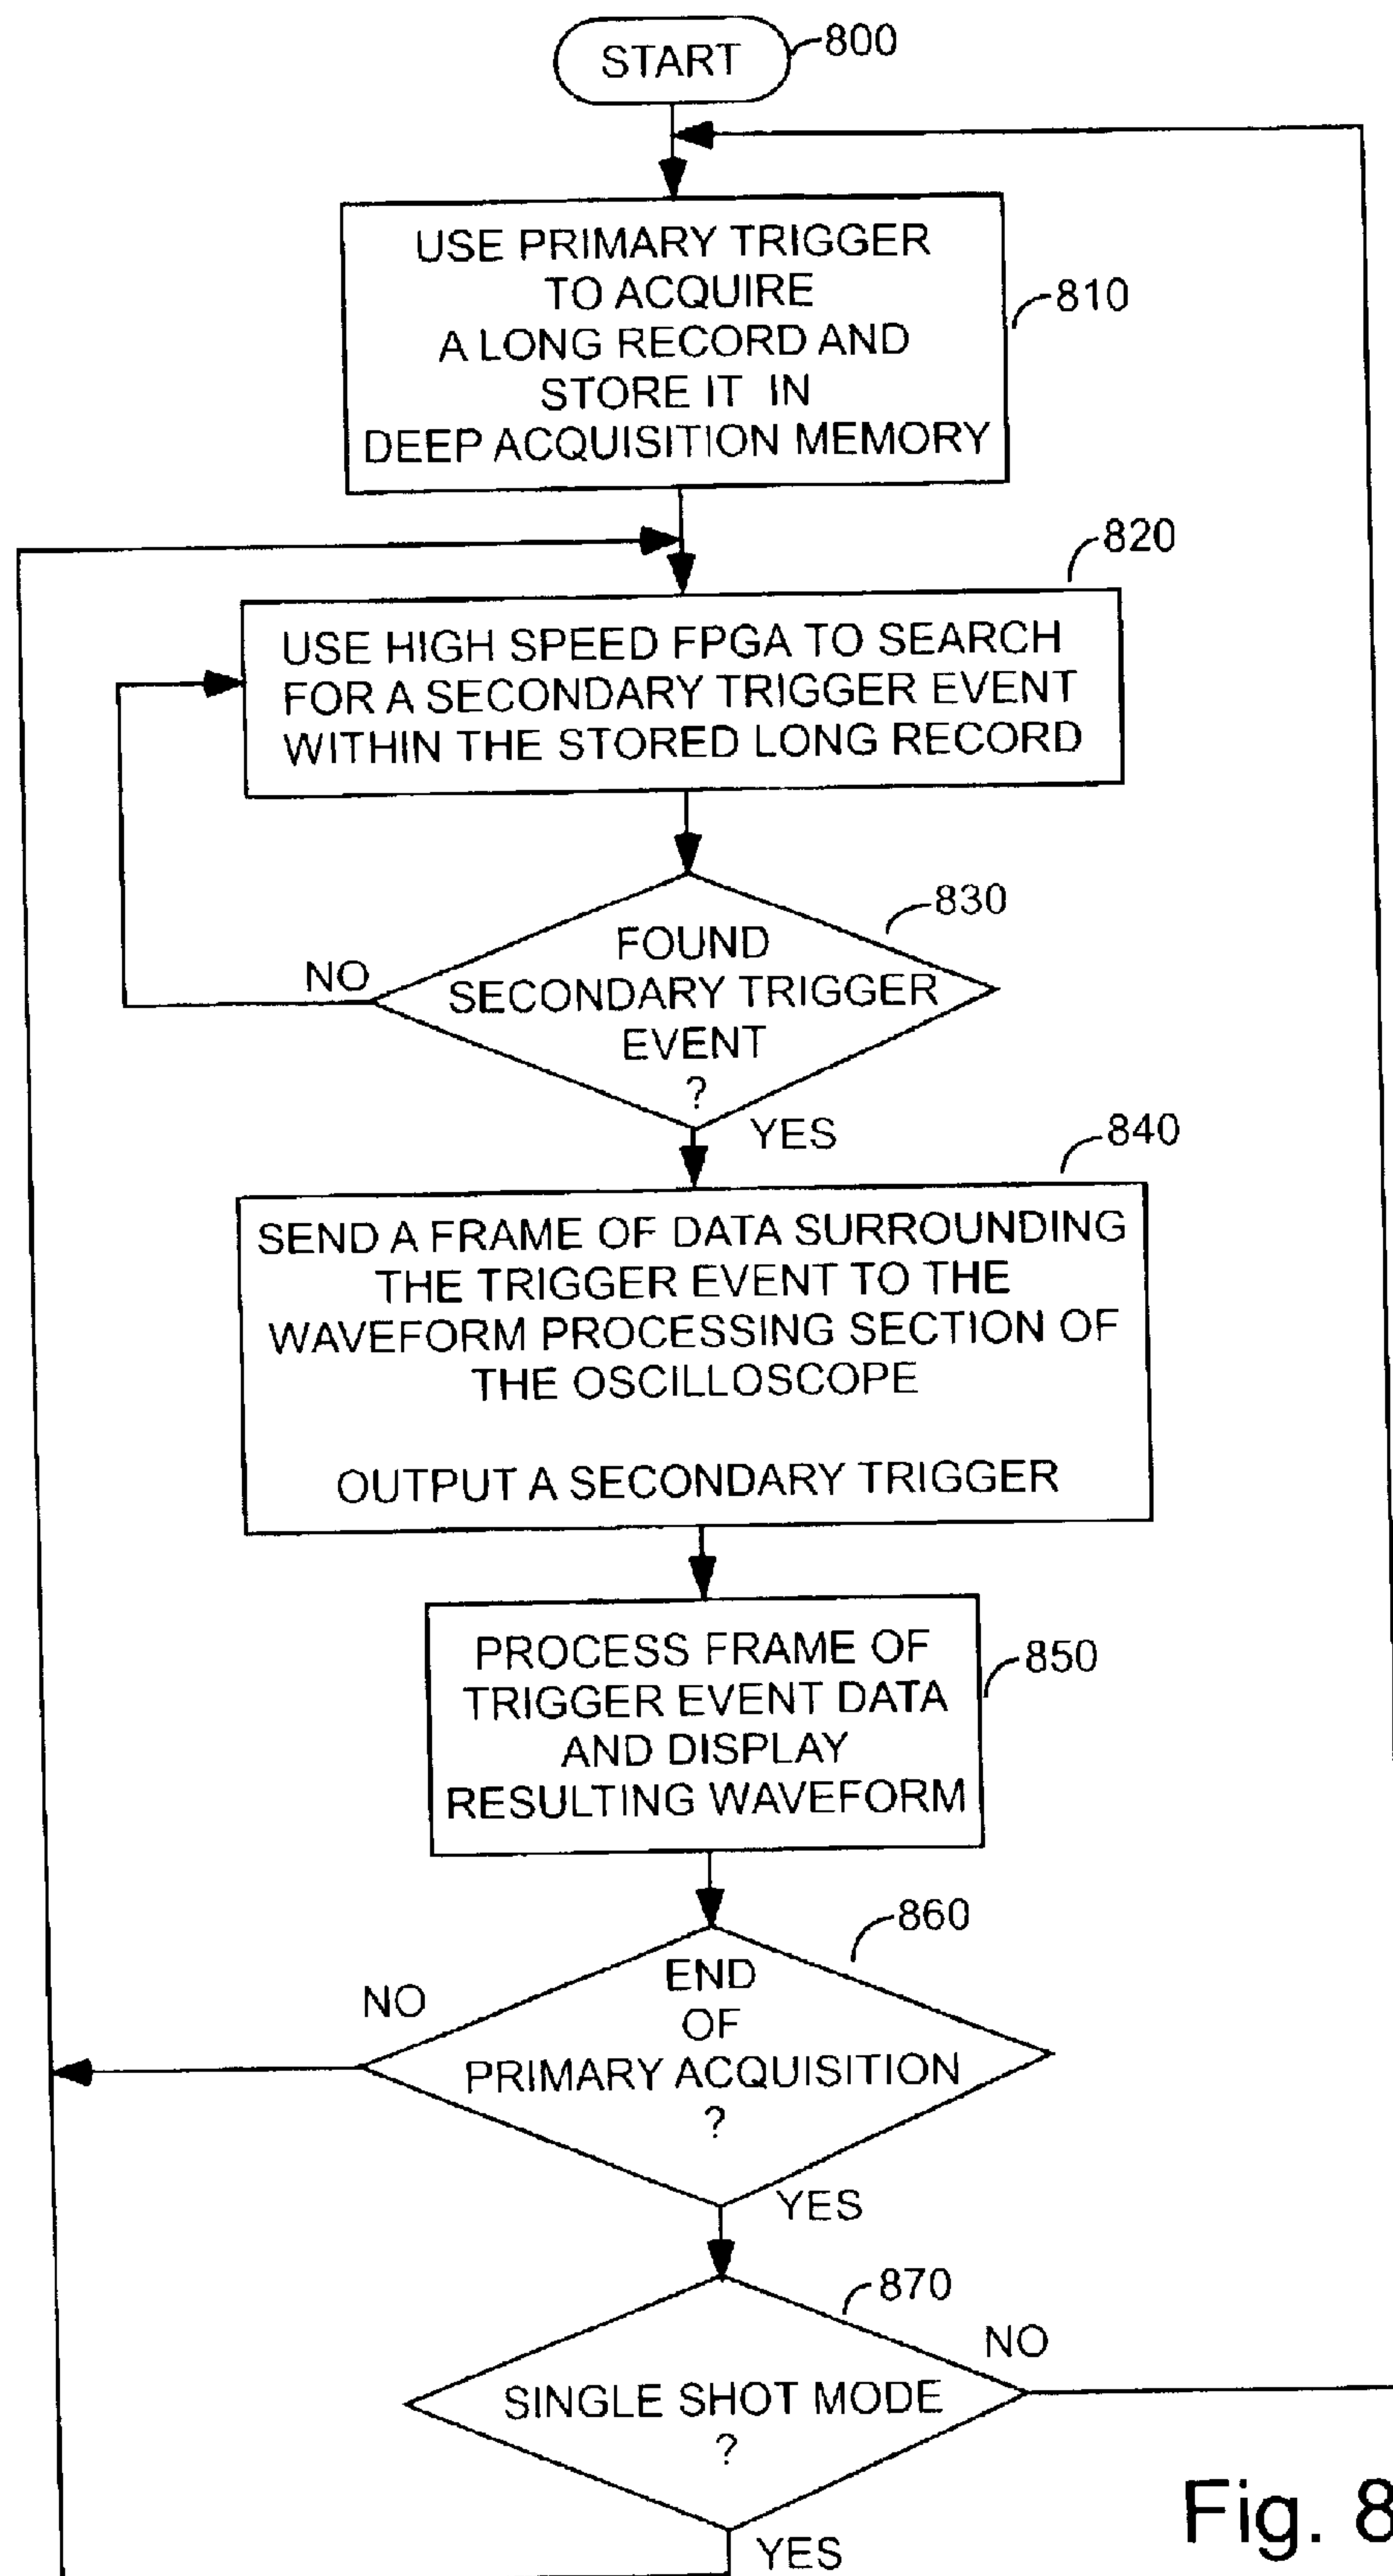 START
800
USE PRIMARY TRIGGER
TO ACQUIRE
A LONG RECORD AND
STORE IT IN
DEEP ACQUISITION MEMORY
810
820
USE HIGH SPEED FPGA TO SEARCH
FOR A SECONDARY TRIGGER EVENT
WITHIN THE STORED LONG RECORD
830
FOUND
SECONDARY TRIGGER
EVENT
?
NO
YES
840
SEND A FRAME OF DATA SURROUNDING
THE TRIGGER EVENT TO THE
WAVEFORM PROCESSING SECTION OF
THE OSCILLOSCOPE
OUTPUT A SECONDARY TRIGGER
PROCESS FRAME OF
TRIGGER EVENT DATA
AND DISPLAY
RESULTING WAVEFORM
850
860
END
OF
PRIMARY ACQUISITION
?
NO
YES
870
NO
SINGLE SHOT MODE
?
YES
Fig. 8